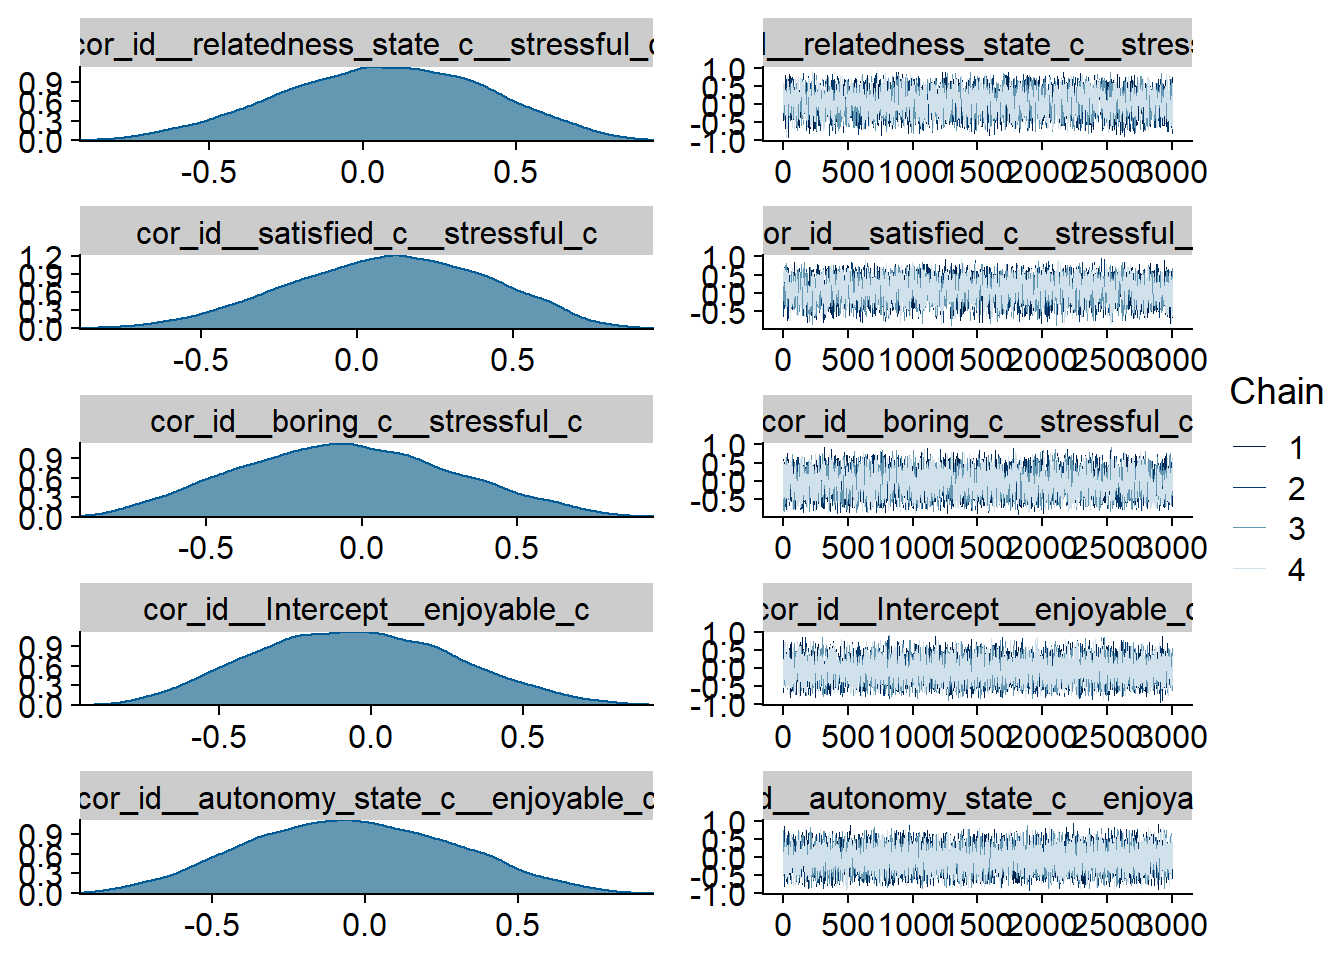 cor_id__relatedness_state_c__stressful_c
0.9
0.6
0.3
0.0
-0.5 0.0 0.5
__relatedness_state_c__stress
1.0
0.5
0.0
-0.5
-1.0
0 500 1000 1500 2000 2500 3000
cor_id__satisfied_c__stressful_c
1.2
0.9
0.6
0.3
0.0
-0.5 0.0 0.5
or_id__satisfied_c__stressful_
1.0
0.5
0.0
-0.5
0 500 1000 1500 2000 2500 3000
cor_id__boring_c__stressful_c
0.9
0.6
0.3
0.0
-0.5 0.0 0.5
cor_id__boring_c__stressful_c
1.0
0.5
0.0
-0.5
0 500 1000 1500 2000 2500 3000
cor_id__Intercept__enjoyable_c
0.9
0.6
0.3
0.0
-0.5 0.0 0.5
cor_id__Intercept__enjoyable_c
1.0
0.5
0.0
-0.5
-1.0
0 500 1000 1500 2000 2500 3000
cor_id__autonomy_state_c__enjoyable_c
0.9
0.6
0.3
0.0
-0.5 0.0 0.5
d__autonomy_state_c__enjoya
1.0
0.5
0.0
-0.5
-1.0
0 500 1000 1500 2000 2500 3000
Chain
1
2
3
4